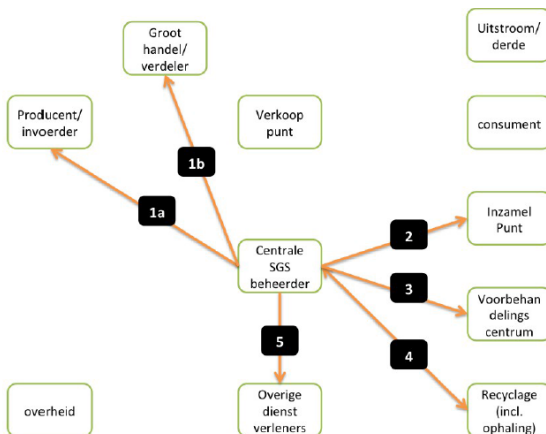 Groot
handel/
verdeler
Uitstroom/
derde
Producent/
invoerder
Verkoop
punt
consument
1b
1a
Centrale
SGS
beheerder
2
Inzamel
Punt
3
Voorbehan
delings
centrum
5
4
overheid
Overige
dienst
verleners
Recyclage
(incl.
ophaling)